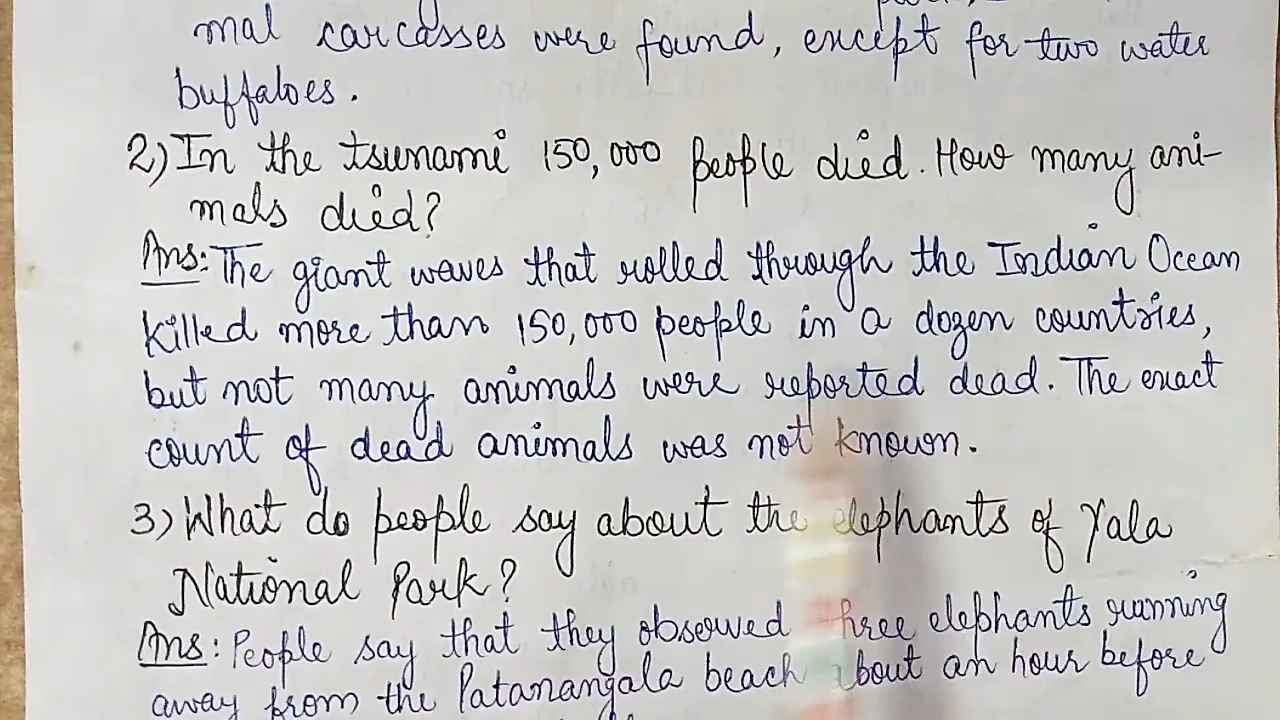 mal carcasses were found, except for two water
buffaloes.
2) In the tsunami 150,000 people died. How many ani-
mals died?
Ans: The giant waves that rolled through the Indian Ocean
killed more than 150,000 people in a dozen countries,
but not many animals were reported dead. The exact
count of dead animals was not known.
3) What do people say about the elephants of Yala
National Park?
Ans: People say that they observed three elephants running
away from the Patanangala beach about an hour before